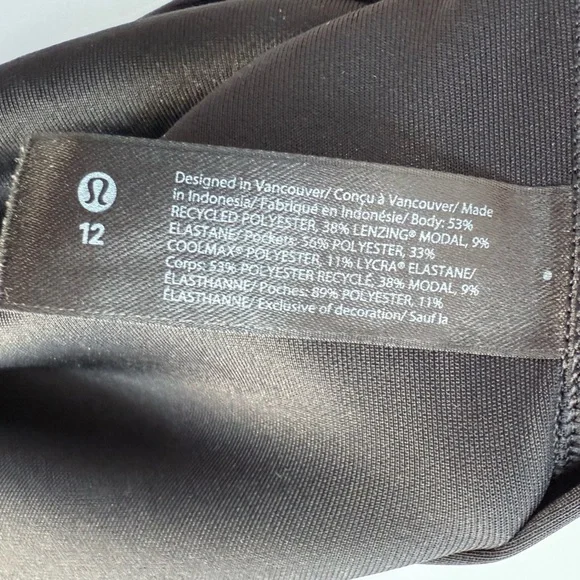 12
Designed in Vancouver/ Conçu à Vancouver/ Made
in Indonesia/ Fabriqué en Indonésie/ Body: 53%
RECYCLED POLYESTER, 38% LENZING® MODAL, 9%
ELASTANE/ Pockets: 56% POLYESTER, 33%
COOLMAX® POLYESTER, 11% LYCRA® ELASTANE/
Corps: 53% POLYESTER RECYCLÉ, 38% MODAL, 9%
ÉLASTHANNE/ Poches: 89% POLYESTER, 11%
ÉLASTHANNE/ Exclusive of decoration/ Sauf la